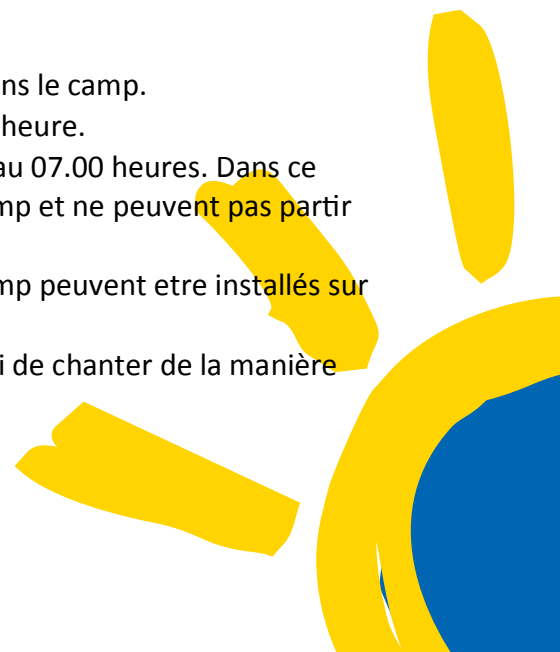 ns le camp.
heure.
au 07.00 heures. Dans ce
mp et ne peuvent pas partir
mp peuvent etre installés sur
i de chanter de la manière